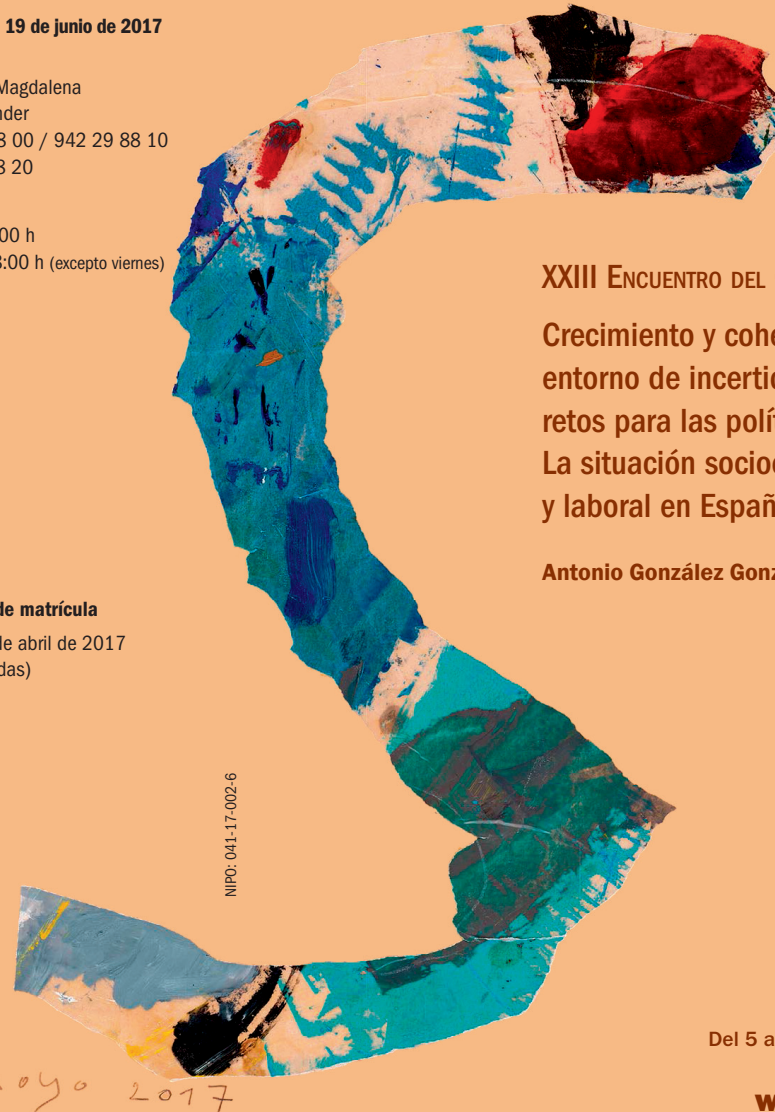 19 de junio de 2017
Magdalena
nder
8 00 / 942 29 88 10
8 20
00 h
8:00 h (excepto viernes)
de matrícula
de abril de 2017
das)
NIPO: 041-17-002-6
XXIII ENCUENTRO DEL
Crecimiento y cohe
entorno de incertid
retos para las polít
La situación socioe
y laboral en Españ
Antonio González Gonz
Del 5 a
w
oyo 2017